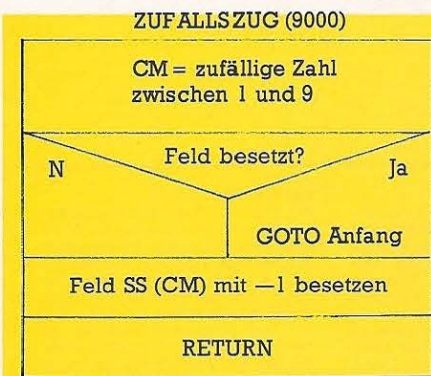 ZUFALLSZUG (9000)
CM = zufällige Zahl
zwischen 1 und 9
Feld besetzt?
N
Ja
GOTO Anfang
Feld SS (CM) mit —1 besetzen
RETURN